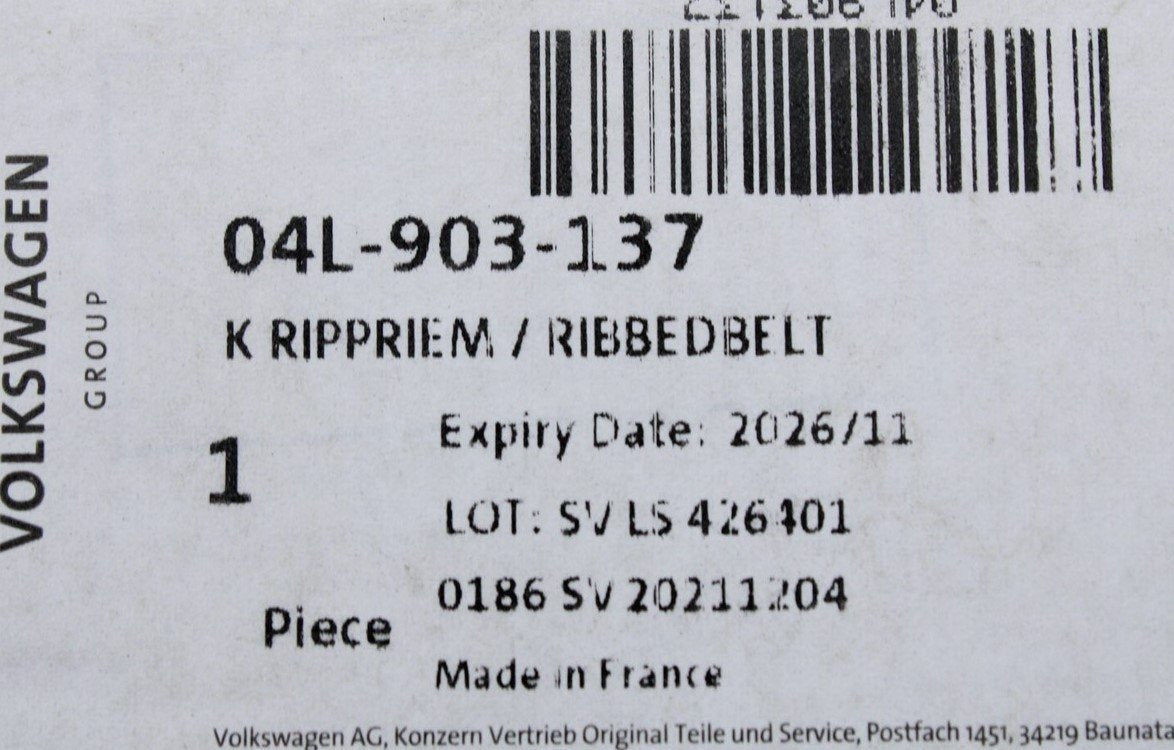 VOLKSWAGEN
GROUP
04L-903-137
K RIPPRIEM / RIBBEDBELT
Expiry Date: 2026/11
1
LOT: SV LS 426401
0186 SV 20211204
Piece
Made in France
Volkswagen AG, Konzern Vertrieb Original Teile und Service, Postfach 1451, 34219 Baunata